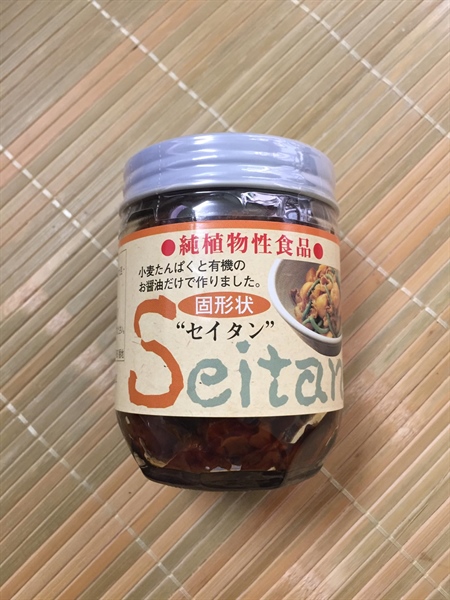 ●純植物性食品●
小麦たんぱくと有機の
お醤油だけで作りました。
固形状
“セイタン”
Seitan